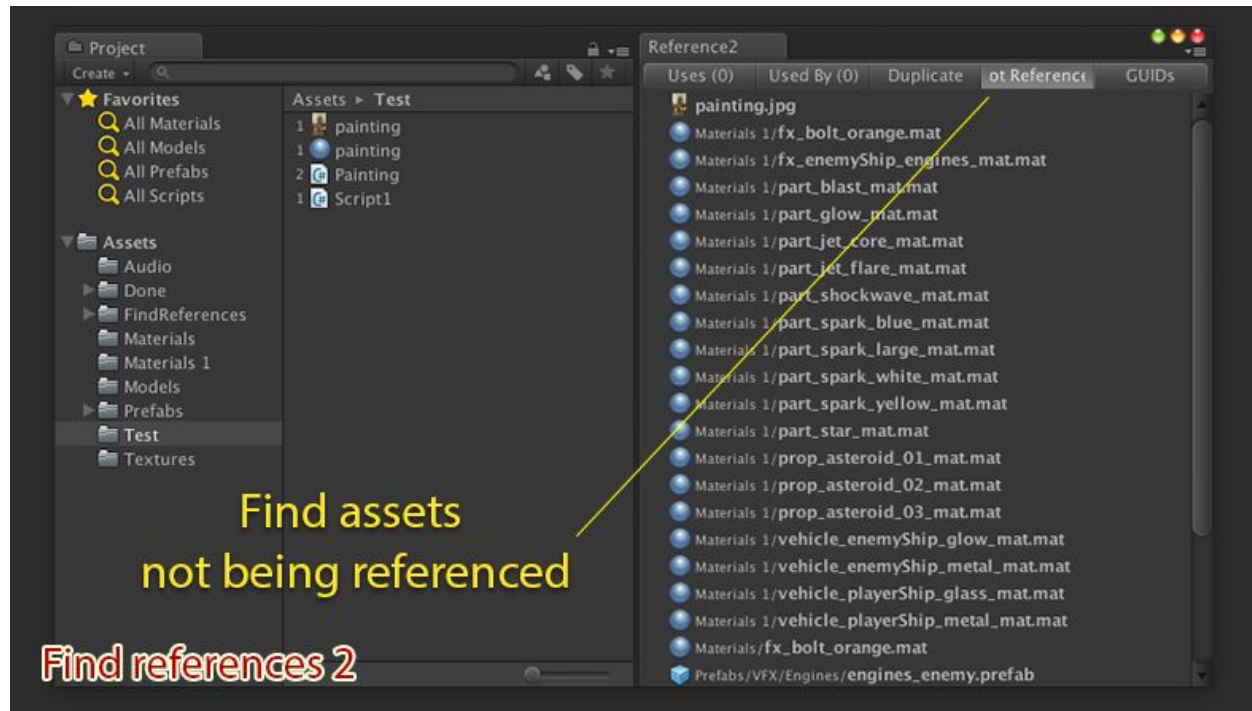 Project
Create
Favorites
All Materials
All Models
All Prefabs
All Scripts
Assets
Audio
Done
FindReferences
Materials
Materials 1
Models
Prefabs
Test
Textures
Assets ▸ Test
1 painting
1 painting
2 Painting
1 Script1
Reference2
Uses (0) Used By (0) Duplicate ot Reference GUIDs
painting.jpg
Materials 1/fx_bolt_orange.mat
Materials 1/fx_enemyShip_engines_mat.mat
Materials 1/part_blast_mat.mat
Materials 1/part_glow_mat.mat
Materials 1/part_jet_core_mat.mat
Materials 1/part_jet_flare_mat.mat
Materials 1/part_shockwave_mat.mat
Materials 1/part_spark_blue_mat.mat
Materials 1/part_spark_large_mat.mat
Materials 1/part_spark_white_mat.mat
Materials 1/part_spark_yellow_mat.mat
Materials 1/part_star_mat.mat
Materials 1/prop_asteroid_01_mat.mat
Materials 1/prop_asteroid_02_mat.mat
Materials 1/prop_asteroid_03_mat.mat
Materials 1/vehicle_enemyShip_glow_mat.mat
Materials 1/vehicle_enemyShip_metal_mat.mat
Materials 1/vehicle_playerShip_glass_mat.mat
Materials 1/vehicle_playerShip_metal_mat.mat
Materials/fx_bolt_orange.mat
Prefabs/VFX/Engines/engines_enemy.prefab
Find assets
not being referenced
Find references 2